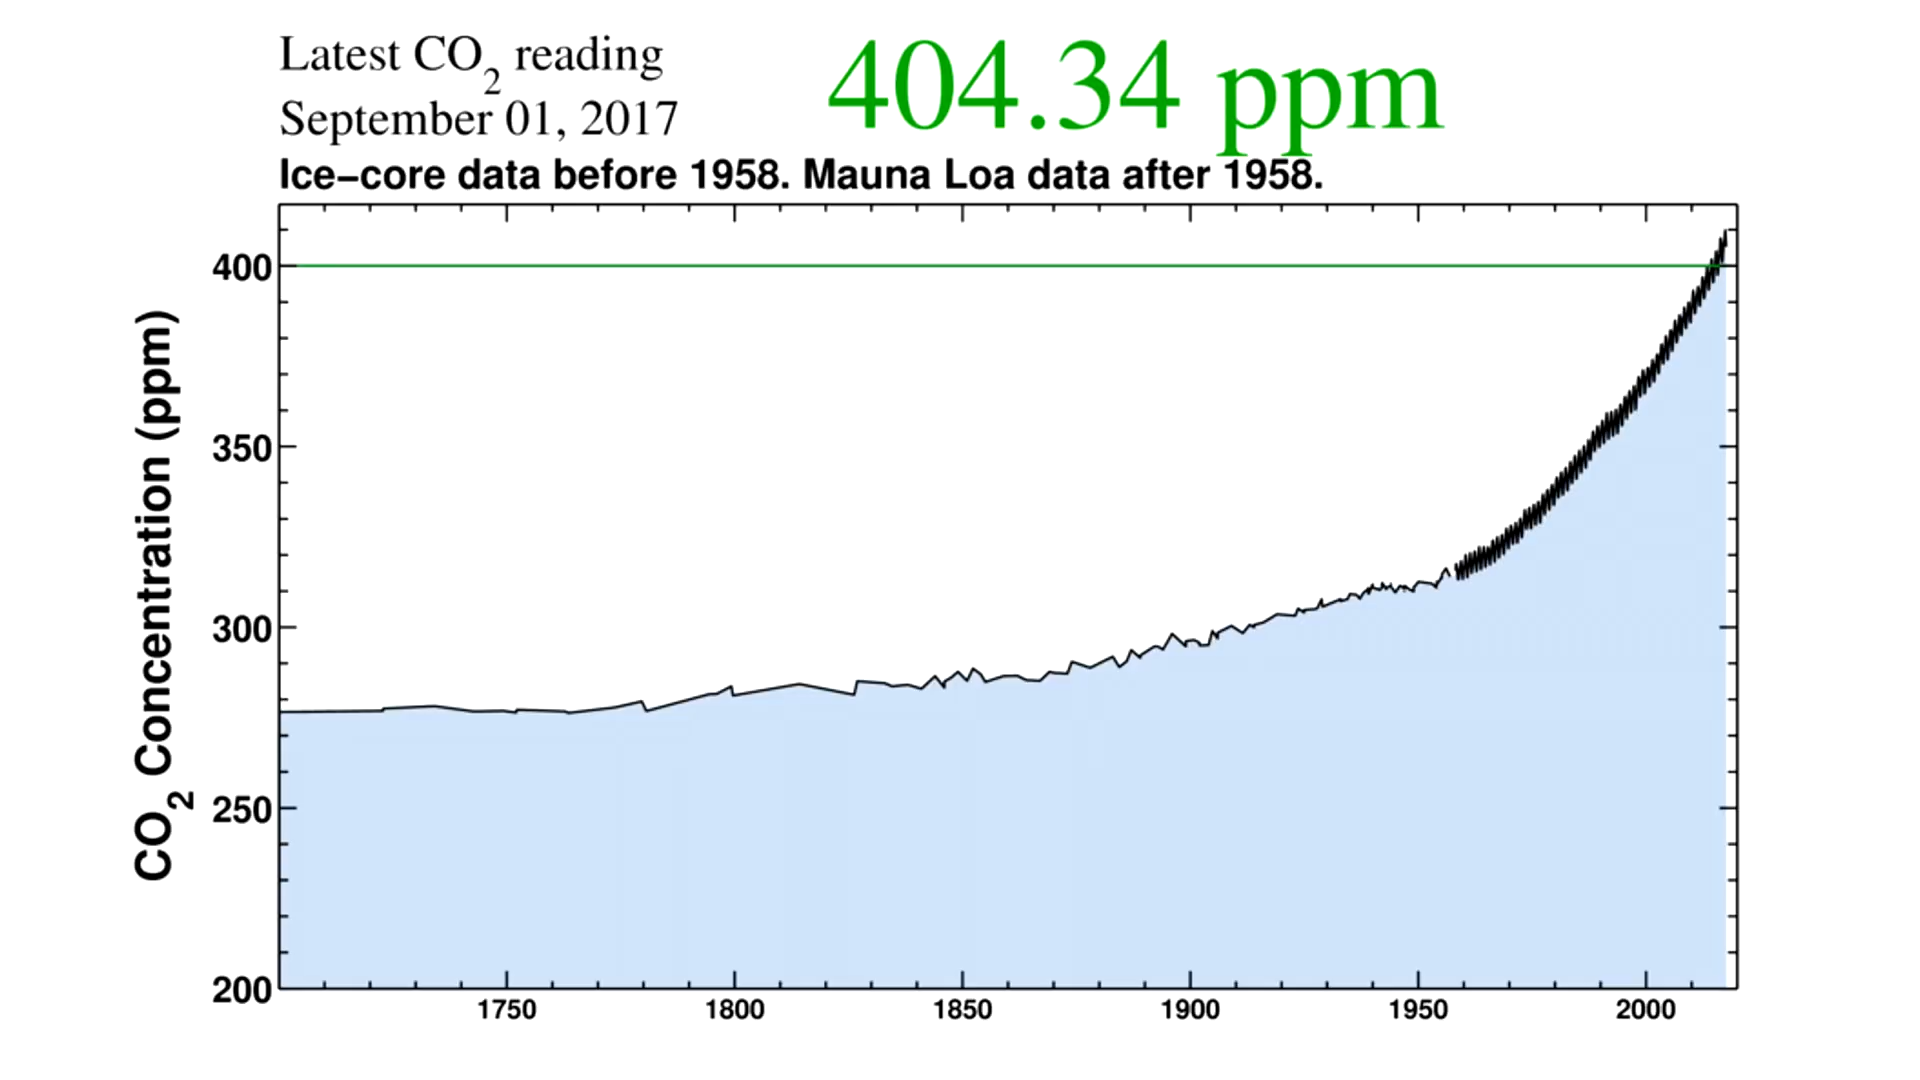 Latest CO₂ reading
September 01, 2017
404.34 ppm
Ice-core data before 1958. Mauna Loa data after 1958.
CO₂ Concentration (ppm)
400
350
300
250
200
1750 1800 1850 1900 1950 2000